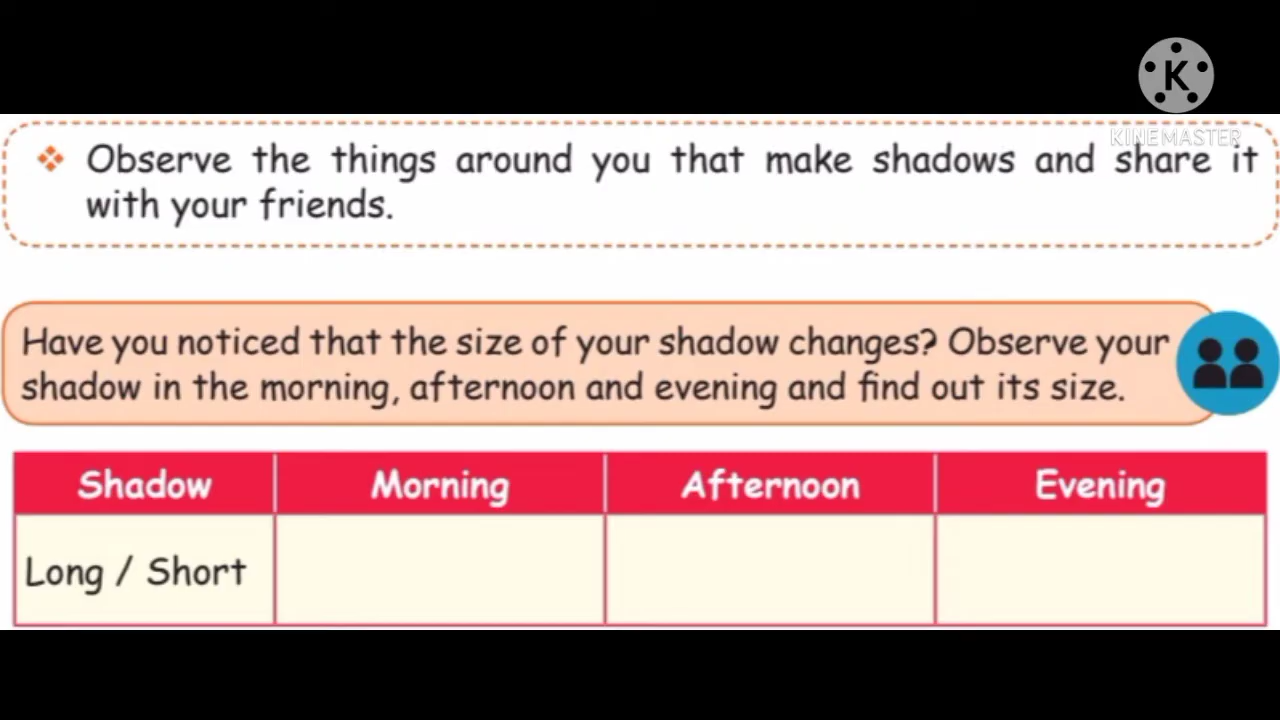 K
KINEMASTER
❖ Observe the things around you that make shadows and share it
with your friends.
Have you noticed that the size of your shadow changes? Observe your
shadow in the morning, afternoon and evening and find out its size.
Shadow Morning Afternoon Evening
Long / Short